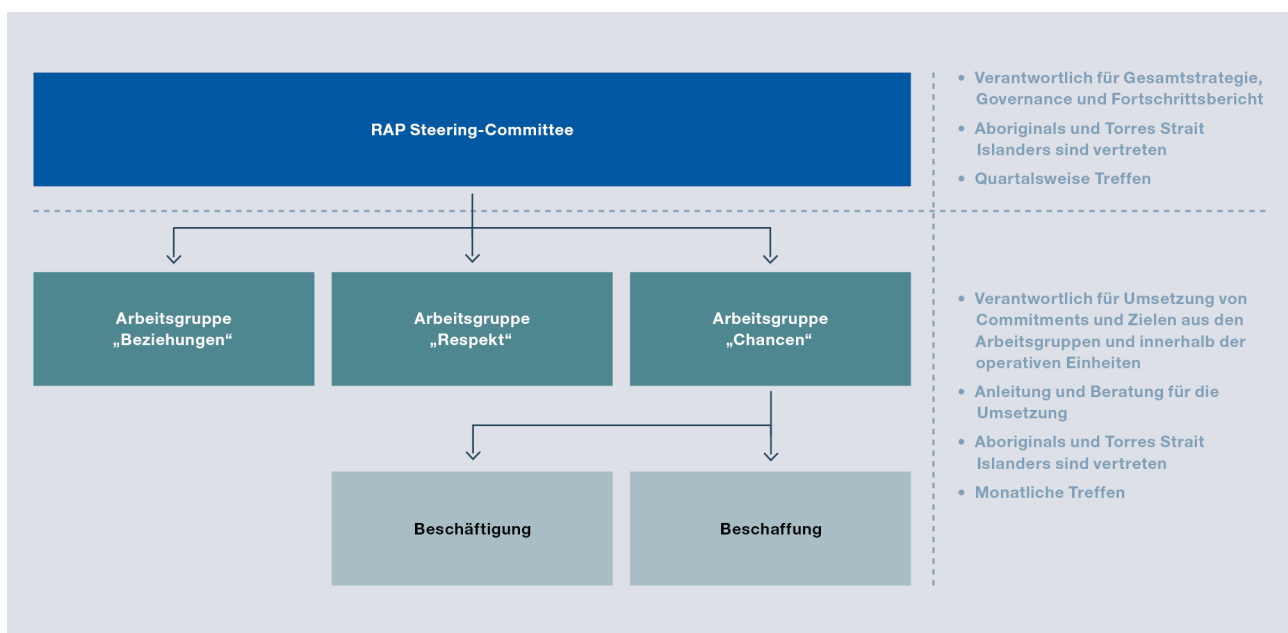 RAP Steering-Committee
• Verantwortlich für Gesamtstrategie,
Governance und Fortschrittsbericht
• Aboriginals und Torres Strait
Islanders sind vertreten
• Quartalsweise Treffen
Arbeitsgruppe
„Beziehungen“
Arbeitsgruppe
„Respekt“
Arbeitsgruppe
„Chancen“
Beschäftigung
Beschaffung
• Verantwortlich für Umsetzung von
Commitments und Zielen aus den
Arbeitsgruppen und innerhalb der
operativen Einheiten
• Anleitung und Beratung für die
Umsetzung
• Aboriginals und Torres Strait
Islanders sind vertreten
• Monatliche Treffen